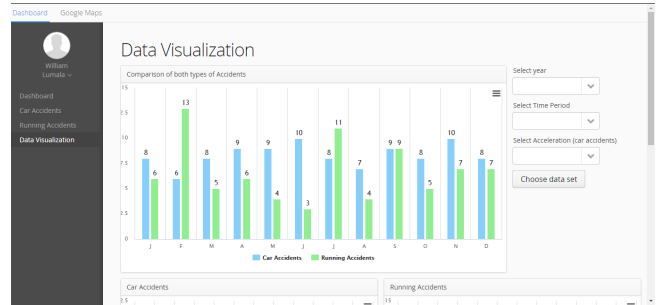 Dashboard Google Maps
William
Lumala
Dashboard
Car Accidents
Running Accidents
Data Visualization
Data Visualization
Comparison of both types of Accidents
15
12.5
10
7.5
5
2.5
0
8 6 6 13 8 5 9 6 9 4 10 3 8 11 7 4 9 9 8 5 10 7 8 7
J F M A M J J A S O N D
Car Accidents Running Accidents
Select year
Select Time Period
Select Acceleration (car accidents)
Choose data set
Car Accidents
Running Accidents
15